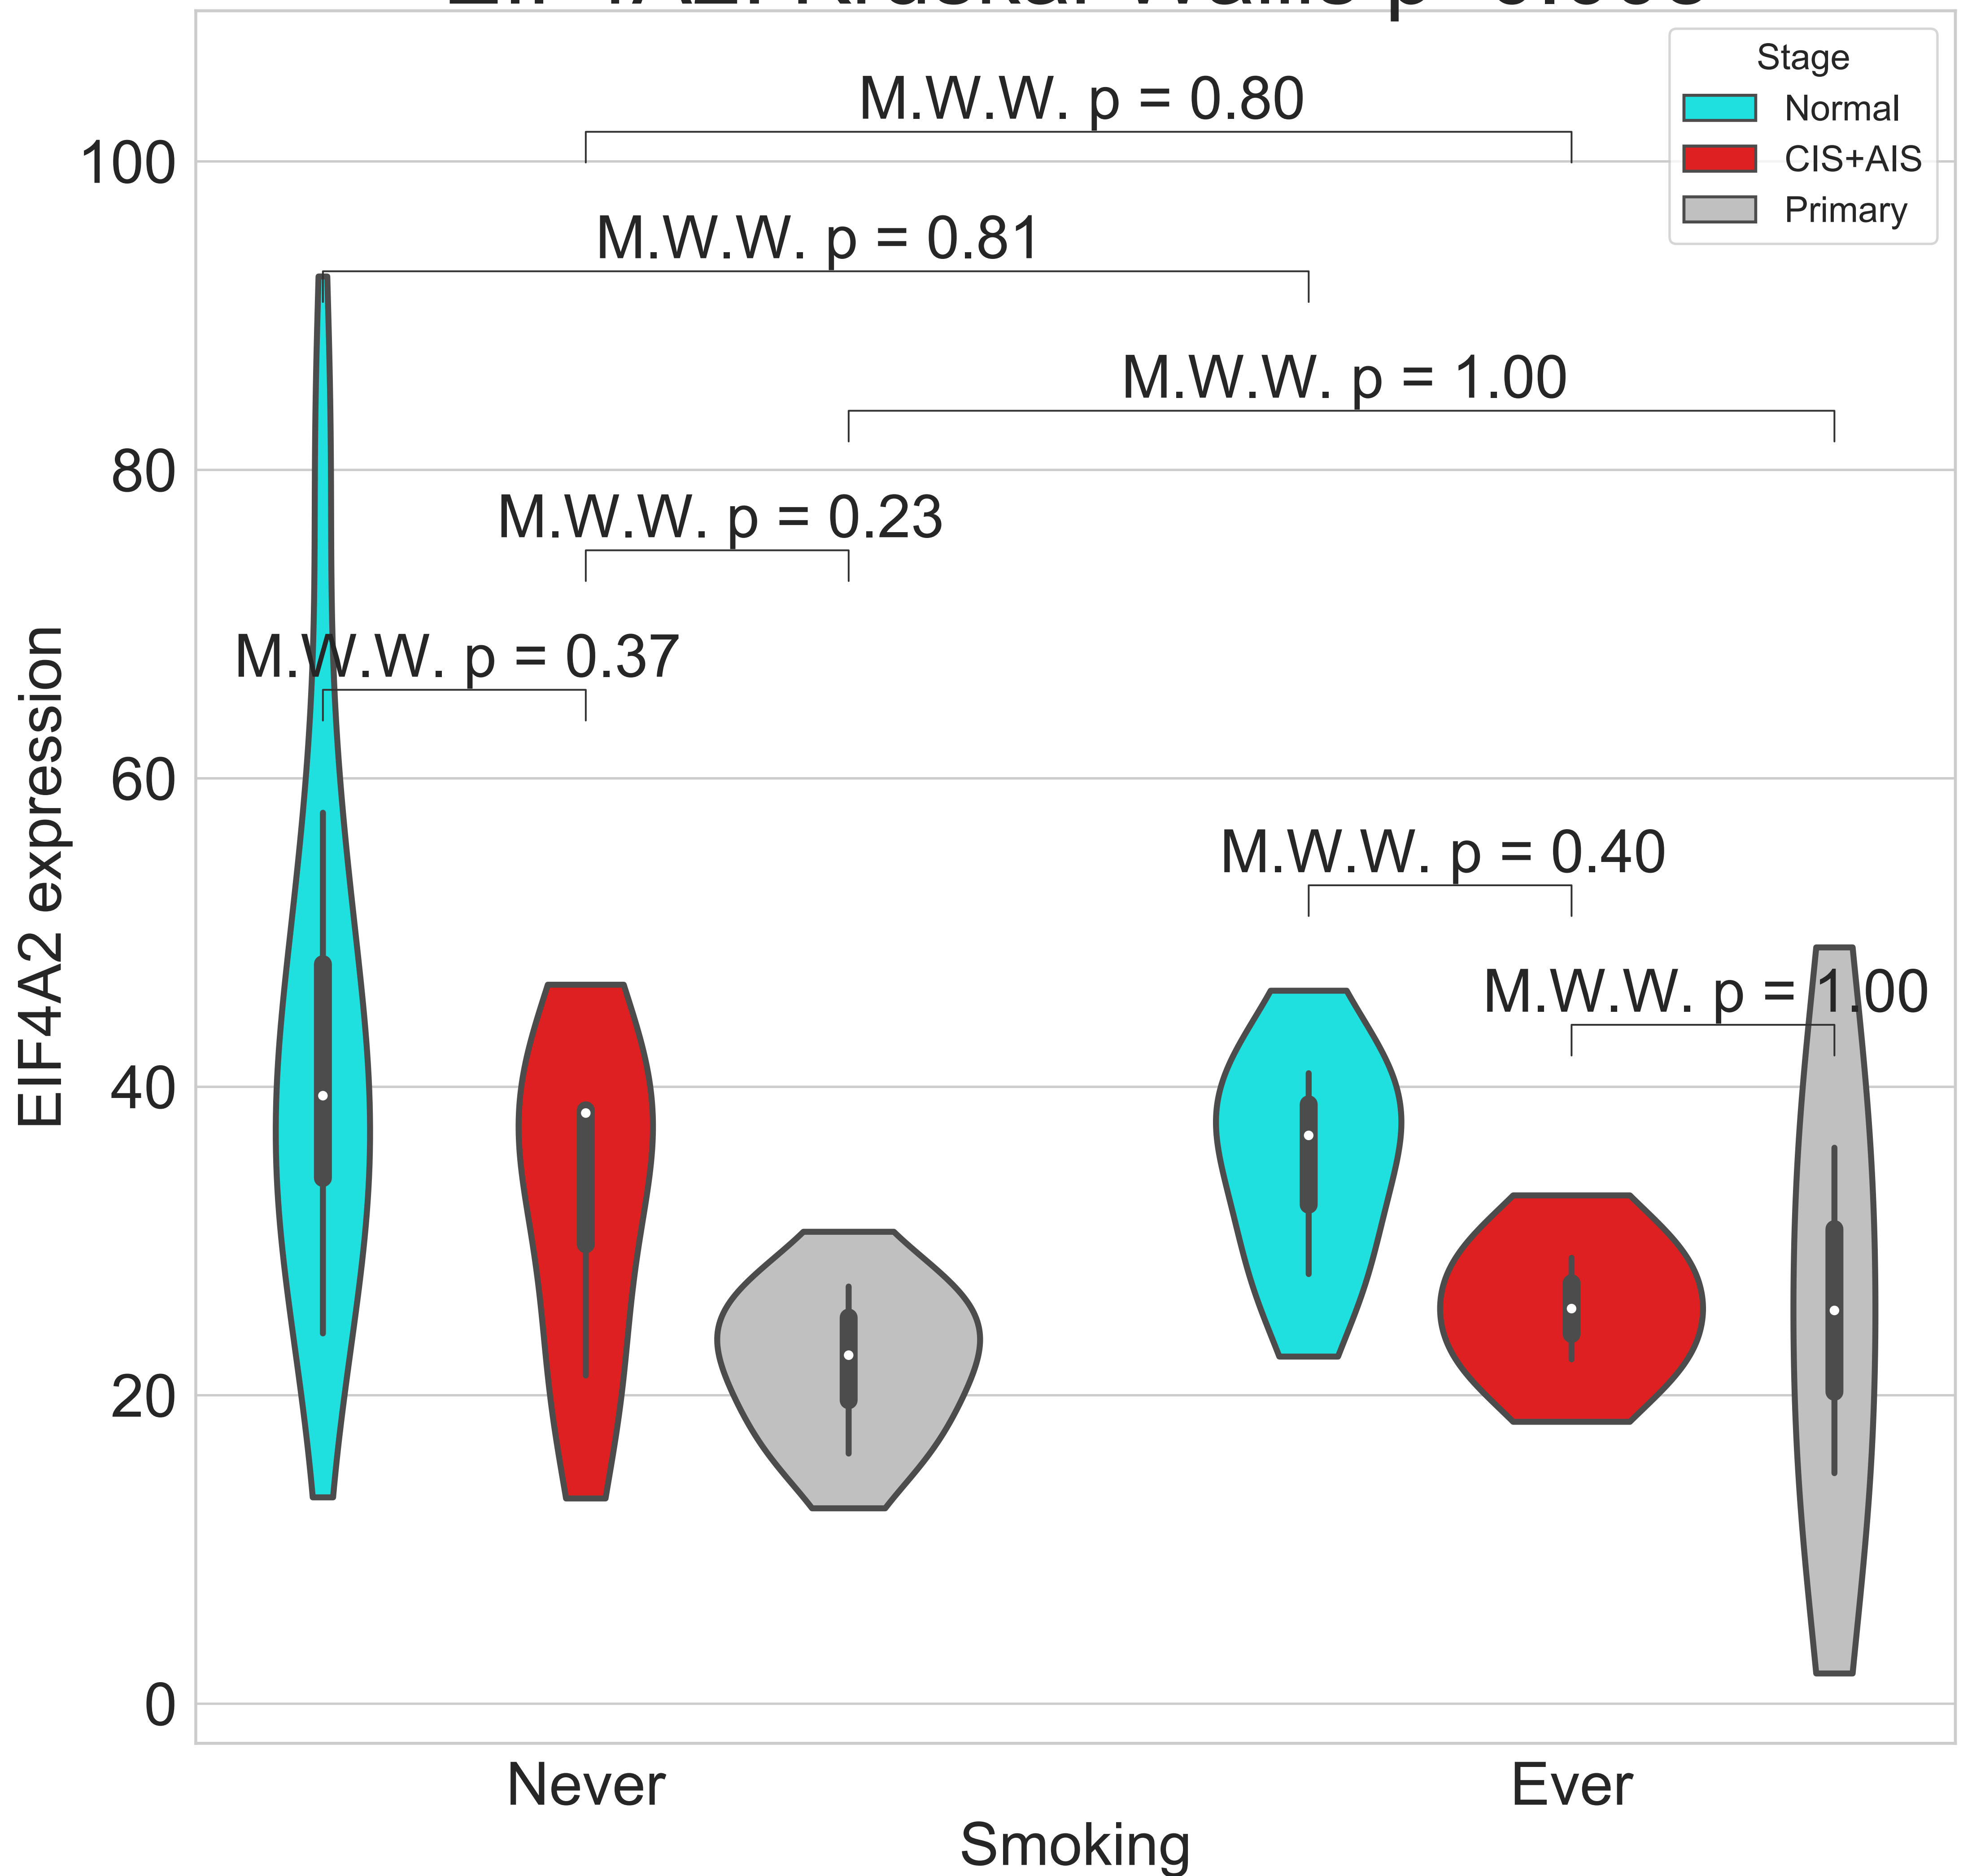 Stage
Normal
CIS+AIS
Primary
M.W.W. p = 0.80
M.W.W. p = 0.81
M.W.W. p = 1.00
M.W.W. p = 0.23
M.W.W. p = 0.37
M.W.W. p = 0.40
M.W.W. p = 1.00
EIF4A2 expression
100
80
60
40
20
0
Never
Ever
Smoking